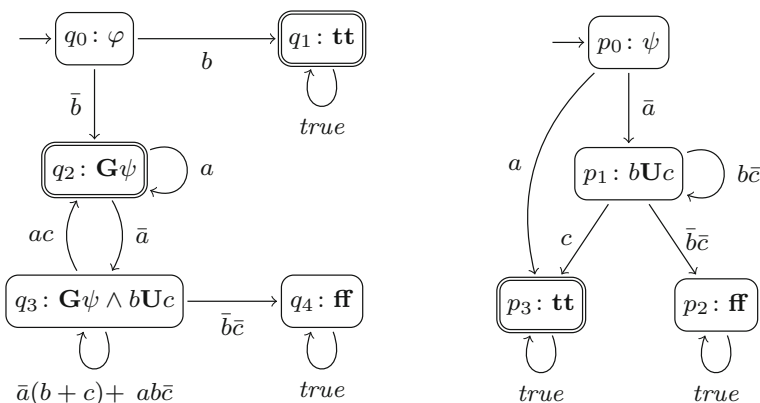 q₀: φ
b
q₁: tt
true
b̄
q₂: Gψ
a
ac
ā
q₃: Gψ ∧ bUc
b̄c̄
q₄: ff
ā(b + c)+ abc̄
true
p₀: ψ
a
ā
p₁: bUc
bc̄
c
b̄c̄
p₃: tt
p₂: ff
true
true